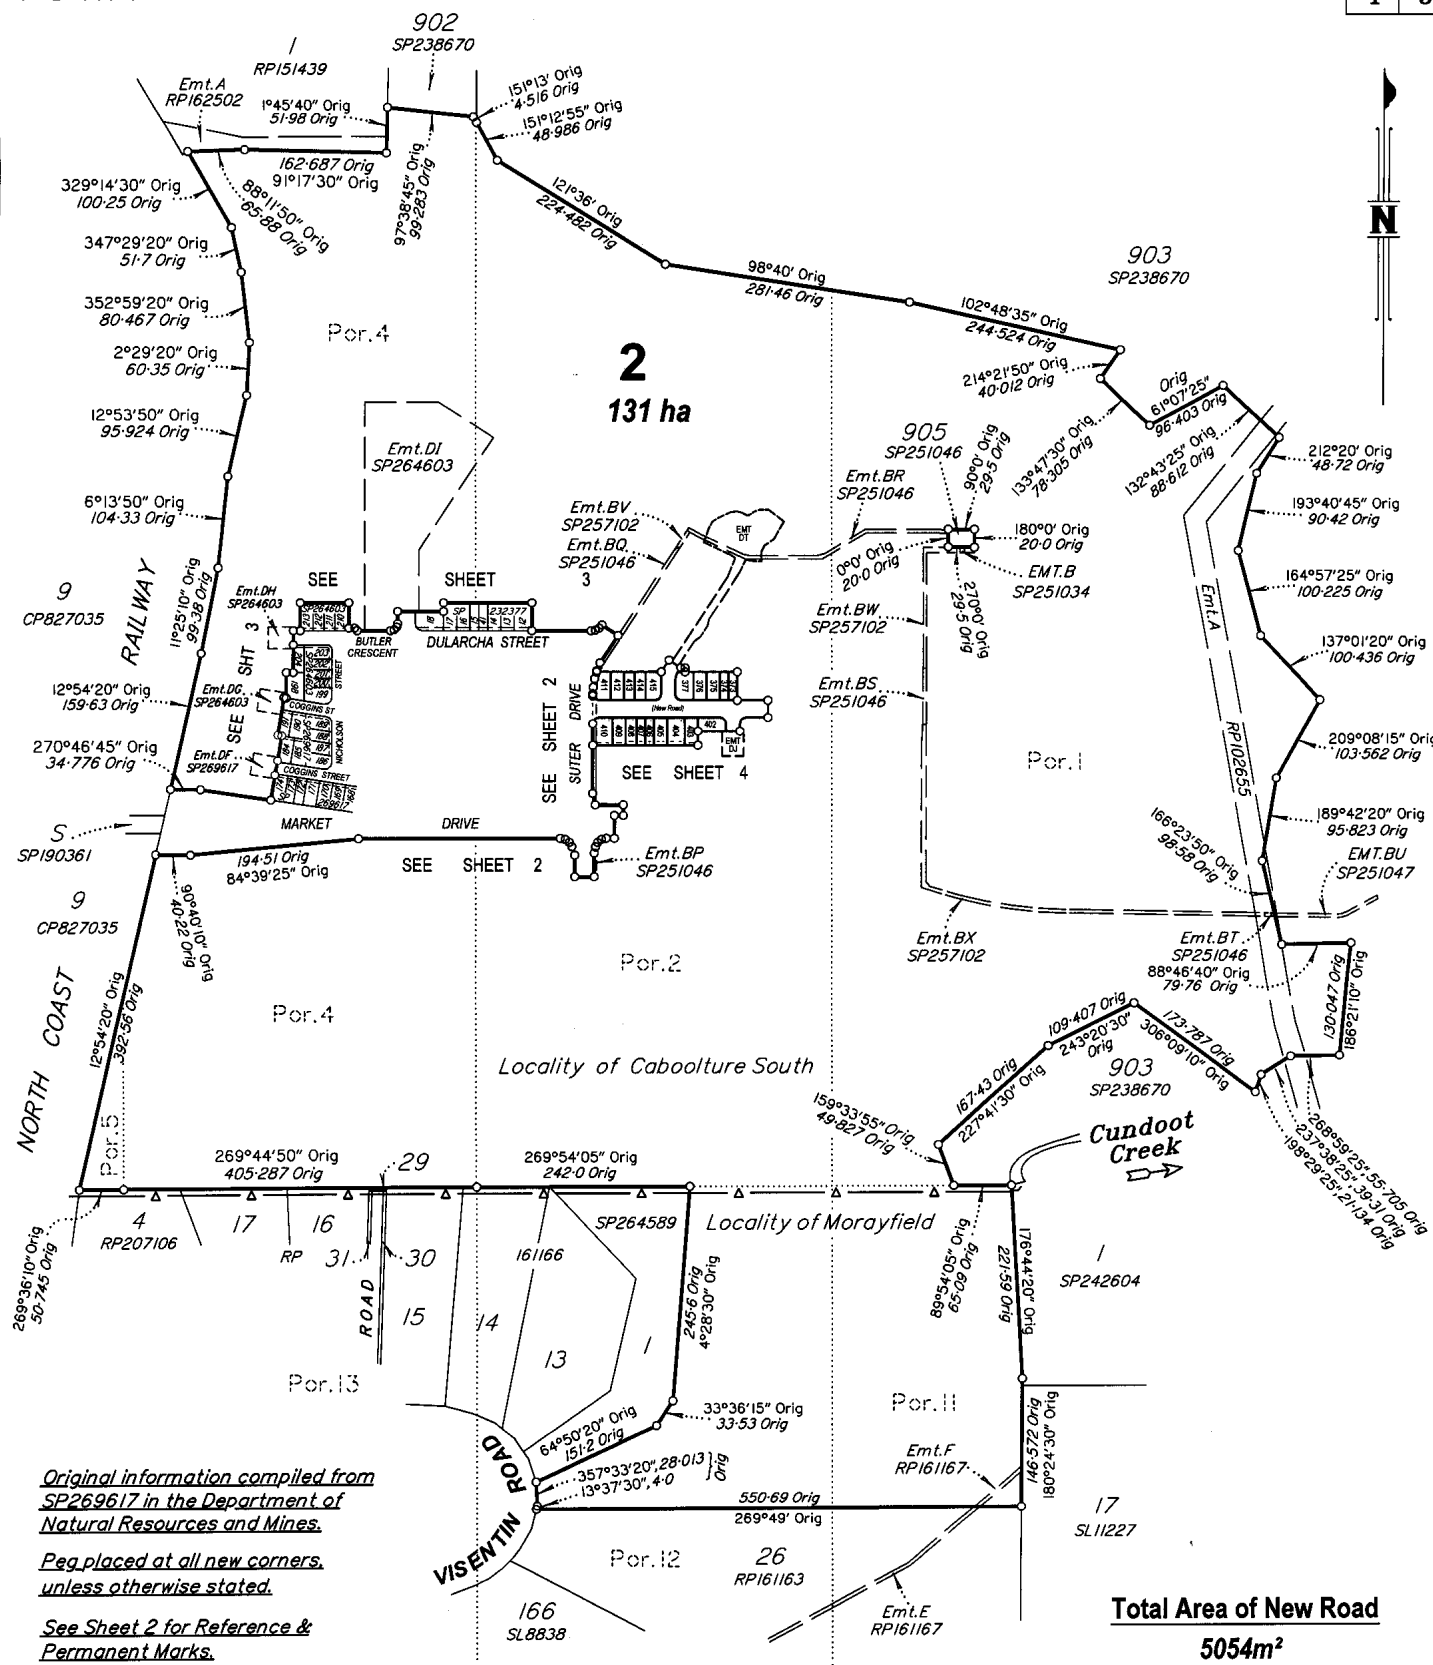 902
SP238670
1
RP151439
Emt.A
RP162502
1°45'40" Orig
51·98 Orig
151°13' Orig
4·516 Orig
151°12'55" Orig
48·986 Orig
162·687 Orig
91°17'30" Orig
88°11'50" Orig
65·88 Orig
97°38'45" Orig
99·283 Orig
329°14'30" Orig
100·25 Orig
121°36' Orig
224·482 Orig
347°29'20" Orig
51·7 Orig
98°40' Orig
281·46 Orig
903
SP238670
N
352°59'20" Orig
80·467 Orig
102°48'35" Orig
244·524 Orig
Por.4
2
131 ha
2°29'20" Orig
60·35 Orig
214°21'50" Orig
40·012 Orig
Orig
61°07'25"
96·403 Orig
12°53'50" Orig
95·924 Orig
Emt.DI
SP264603
905
SP251046
90°0' Orig
29·5 Orig
133°47'30" Orig
78·305 Orig
132°43'25" Orig
88·612 Orig
212°20' Orig
48·72 Orig
Emt.BR
SP251046
6°13'50" Orig
104·33 Orig
Emt.BV
SP257102
Emt.BQ
SP251046
EMT
DT
193°40'45" Orig
90·42 Orig
180°0' Orig
20·0 Orig
0°0' Orig
20·0 Orig
270°0' Orig
29·5 Orig
EMT.B
SP251034
9
CP827035
RAILWAY
11°25'10" Orig
99·38 Orig
Emt.DH
SP264603
SEE SHEET 3
SEE SHT 3
BUTLER
CRESCENT
DULARCHA STREET
SP 232377
Emt.BW
SP257102
Emt.A
RP102655
164°57'25" Orig
100·225 Orig
137°01'20" Orig
100·436 Orig
12°54'20" Orig
159·63 Orig
Emt.DG
SP264603
COGGINS ST
NICHOLSON
STREET
SEE SHEET 2
SUTER DRIVE
(New Road)
Emt.BS
SP251046
270°46'45" Orig
34·776 Orig
Emt.DF
SP269617
COGGINS STREET
402
EMT
DJ
SEE SHEET 4
Por.1
209°08'15" Orig
103·562 Orig
MARKET DRIVE
S
SP190361
194·51 Orig
84°39'25" Orig
SEE SHEET 2
Emt.BP
SP251046
189°42'20" Orig
95·823 Orig
166°23'50" Orig
98·58 Orig
EMT.BU
SP251047
9
CP827035
90°40'10" Orig
40·22 Orig
Emt.BX
SP257102
Emt.BT
SP251046
88°46'40" Orig
79·76 Orig
130·047 Orig
186°21'10" Orig
Por.2
Por.4
NORTH COAST
12°54'20" Orig
392·56 Orig
109·407 Orig
243°20'30"
Orig
173·787 Orig
306°09'10" Orig
Locality of Caboolture South
903
SP238670
167·43 Orig
227°41'30" Orig
159°33'55" Orig
49·827 Orig
Cundoot
Creek
268°59'25", 55·705 Orig
237°38'25", 39·31 Orig
198°29'25", 21·134 Orig
Por.5
269°44'50" Orig
405·287 Orig
29
269°54'05" Orig
242·0 Orig
269°36'10" Orig
50·745 Orig
4
RP207106
17
16
RP
31
30
161166
SP264589
Locality of Morayfield
ROAD
15
14
13
1
245·6 Orig
4°28'30" Orig
89°54'05" Orig
65·09 Orig
176°44'20" Orig
221·59 Orig
1
SP242604
Por.13
Por.11
33°36'15" Orig
33·53 Orig
64°50'20" Orig
151·2 Orig
357°33'20", 28·013
13°37'30", 4·0
Orig
Emt.F
RP161167
146·572 Orig
180°24'30" Orig
550·69 Orig
269°49' Orig
VISENTIN ROAD
17
SL11227
Por.12
26
RP161163
166
SL8838
Emt.E
RP161167
Original information compiled from
SP269617 in the Department of
Natural Resources and Mines.
Peg placed at all new corners,
unless otherwise stated.
See Sheet 2 for Reference &
Permanent Marks.
Total Area of New Road
5054m²